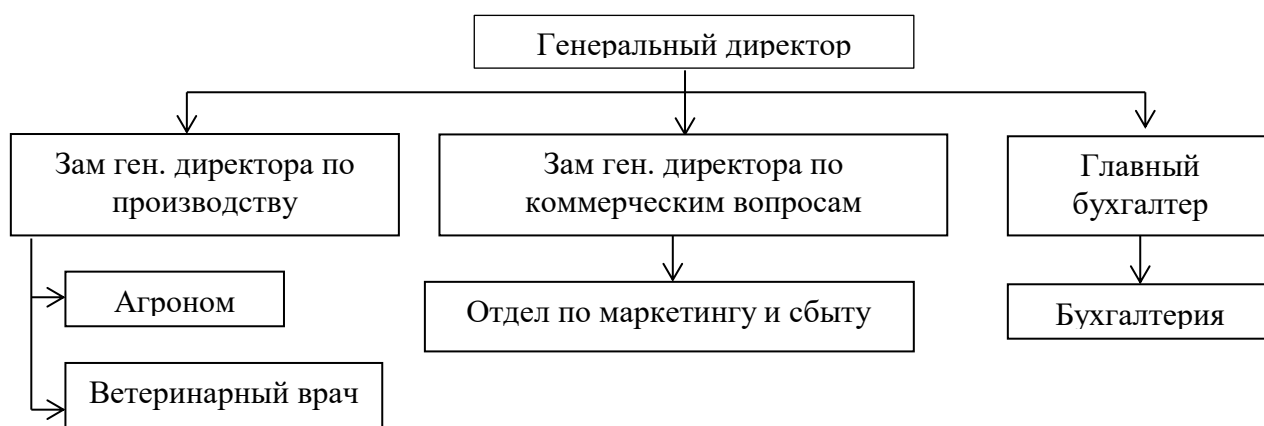 Генеральный директор
Зам ген. директора по
производству
Зам ген. директора по
коммерческим вопросам
Главный
бухгалтер
Агроном
Отдел по маркетингу и сбыту
Бухгалтерия
Ветеринарный врач